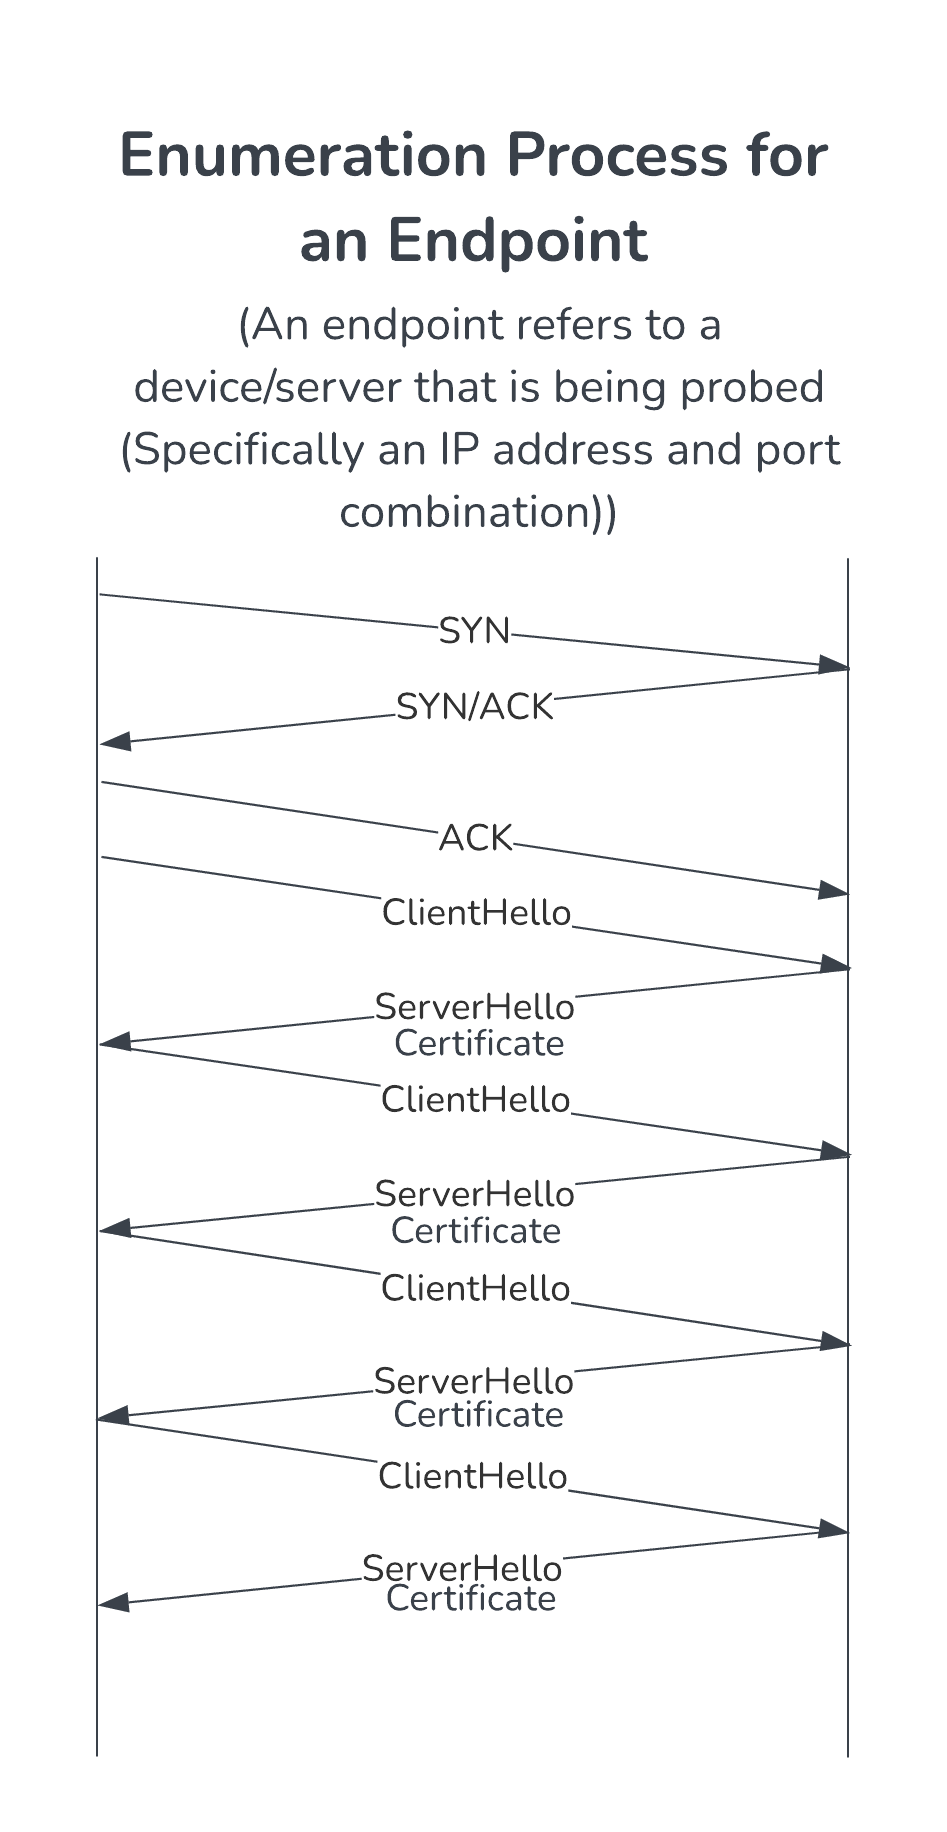 Enumeration Process for
an Endpoint
(An endpoint refers to a
device/server that is being probed
(Specifically an IP address and port
combination))
SYN
SYN/ACK
ACK
ClientHello
ServerHello
Certificate
ClientHello
ServerHello
Certificate
ClientHello
ServerHello
Certificate
ClientHello
ServerHello
Certificate